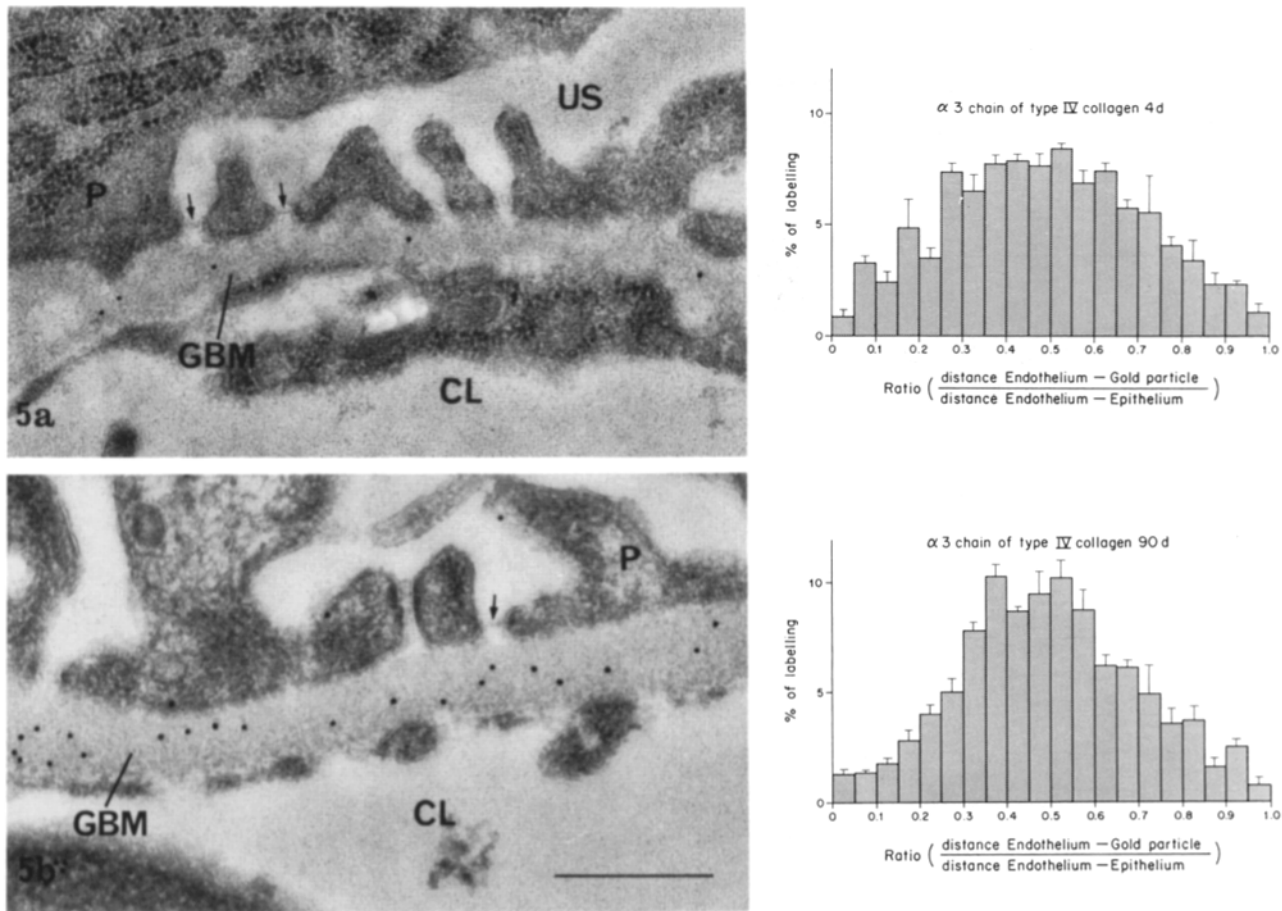 US
P
GBM
CL
5a
α 3 chain of type IV collagen 4d
% of labelling
10
5
0
0 0.1 0.2 0.3 0.4 0.5 0.6 0.7 0.8 0.9 1.0
Ratio ( distance Endothelium — Gold particle
distance Endothelium — Epithelium )
P
GBM
CL
5b
α 3 chain of type IV collagen 90d
% of labelling
10
5
0
0 0.1 0.2 0.3 0.4 0.5 0.6 0.7 0.8 0.9 1.0
Ratio ( distance Endothelium — Gold particle
distance Endothelium — Epithelium )